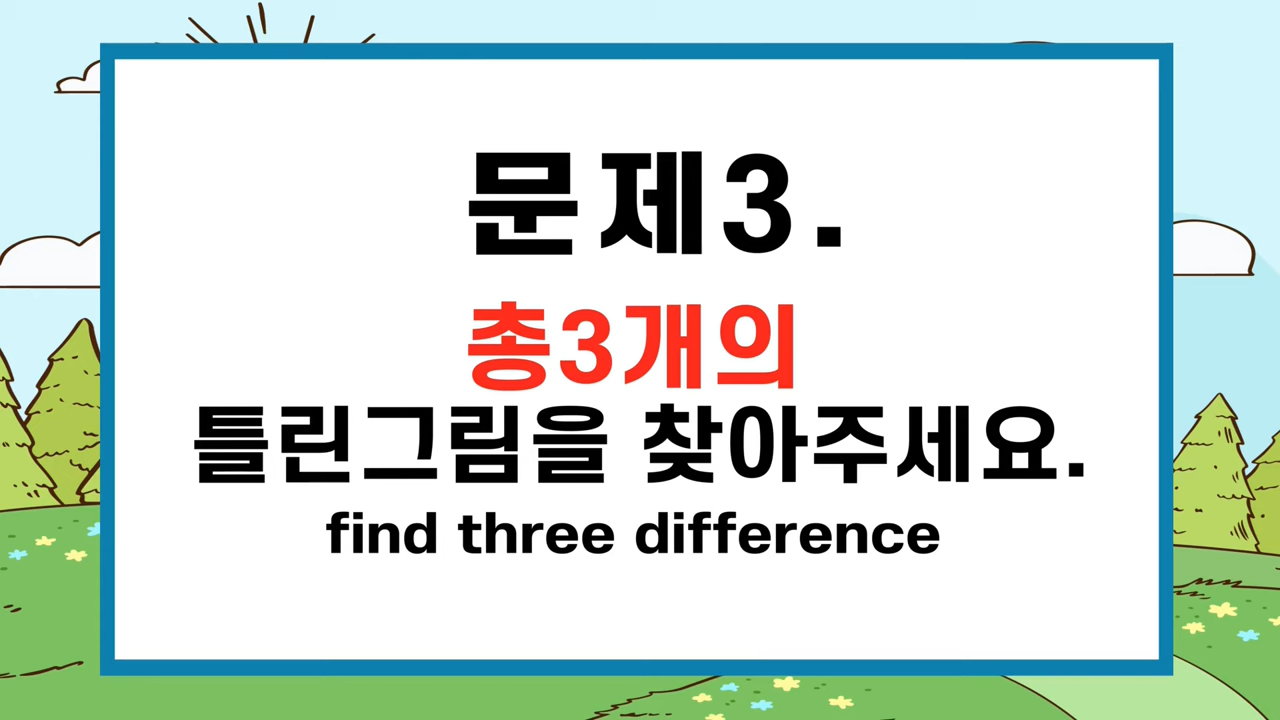 문제3.
총3개의
틀린그림을 찾아주세요.
find three difference